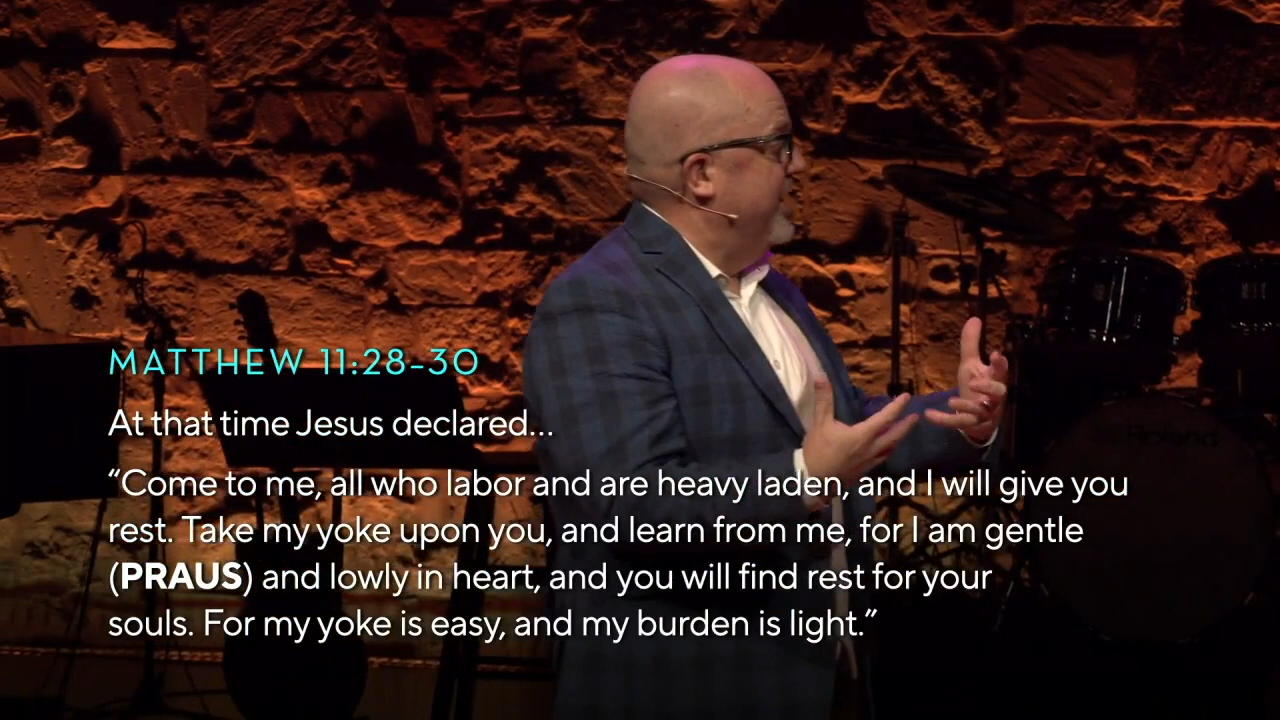 MATTHEW 11:28-30
At that time Jesus declared...
“Come to me, all who labor and are heavy laden, and I will give you
rest. Take my yoke upon you, and learn from me, for I am gentle
(PRAUS) and lowly in heart, and you will find rest for your
souls. For my yoke is easy, and my burden is light.”
Roland